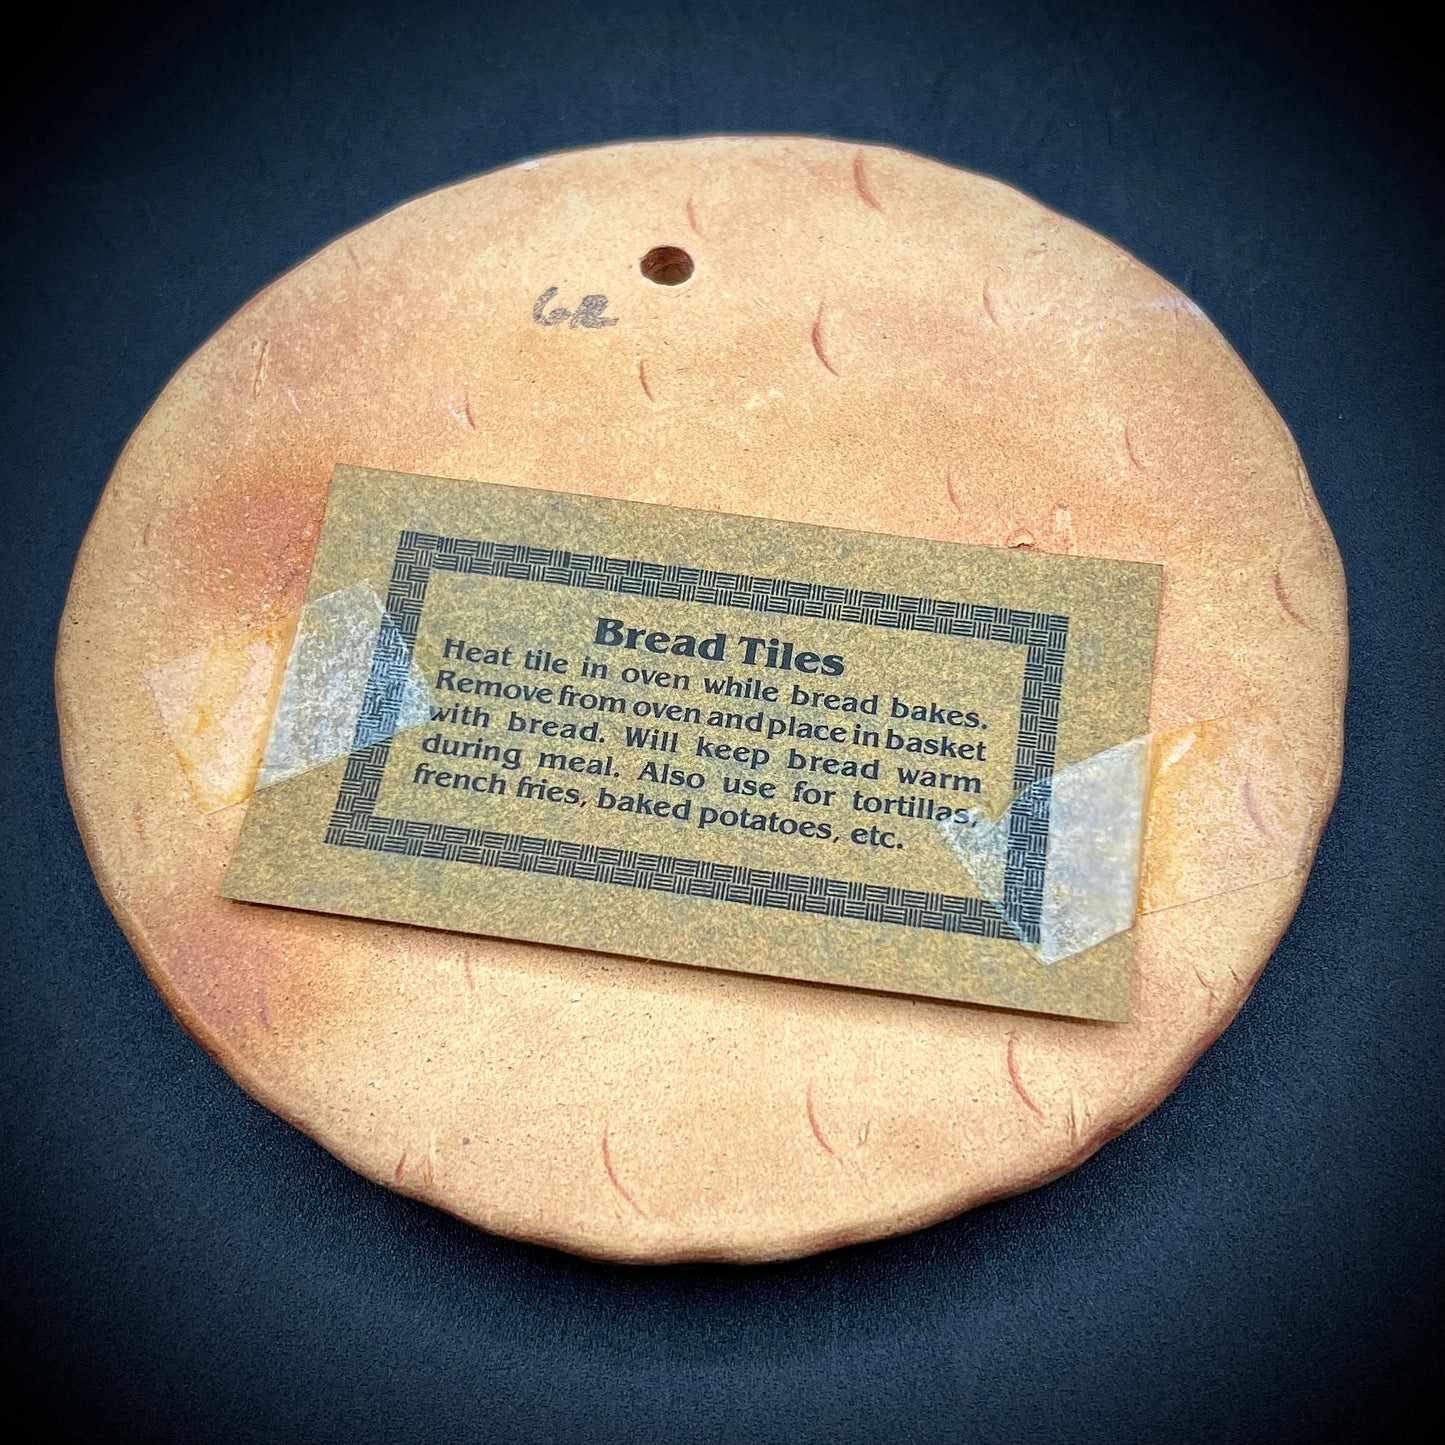 Bread Tiles
Heat tile in oven while bread bakes.
Remove from oven and place in basket
with bread. Will keep bread warm
during meal. Also use for tortillas,
french fries, baked potatoes, etc.